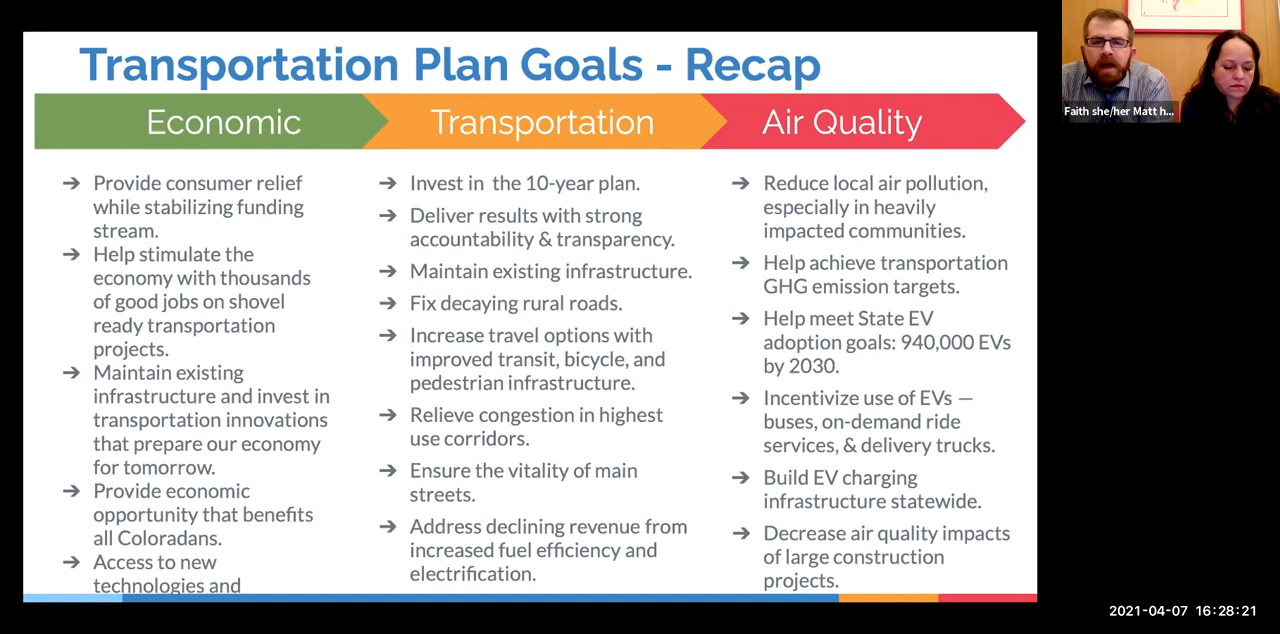 Transportation Plan Goals - Recap
Economic
Transportation
Air Quality
➔ Provide consumer relief
while stabilizing funding
stream.
➔ Help stimulate the
economy with thousands
of good jobs on shovel
ready transportation
projects.
➔ Maintain existing
infrastructure and invest in
transportation innovations
that prepare our economy
for tomorrow.
➔ Provide economic
opportunity that benefits
all Coloradans.
➔ Access to new
technologies and
➔ Invest in the 10-year plan.
➔ Deliver results with strong
accountability & transparency.
➔ Maintain existing infrastructure.
➔ Fix decaying rural roads.
➔ Increase travel options with
improved transit, bicycle, and
pedestrian infrastructure.
➔ Relieve congestion in highest
use corridors.
➔ Ensure the vitality of main
streets.
➔ Address declining revenue from
increased fuel efficiency and
electrification.
➔ Reduce local air pollution,
especially in heavily
impacted communities.
➔ Help achieve transportation
GHG emission targets.
➔ Help meet State EV
adoption goals: 940,000 EVs
by 2030.
➔ Incentivize use of EVs —
buses, on-demand ride
services, & delivery trucks.
➔ Build EV charging
infrastructure statewide.
➔ Decrease air quality impacts
of large construction
projects.
Faith she/her Matt h...
2021-04-07 16:28:21